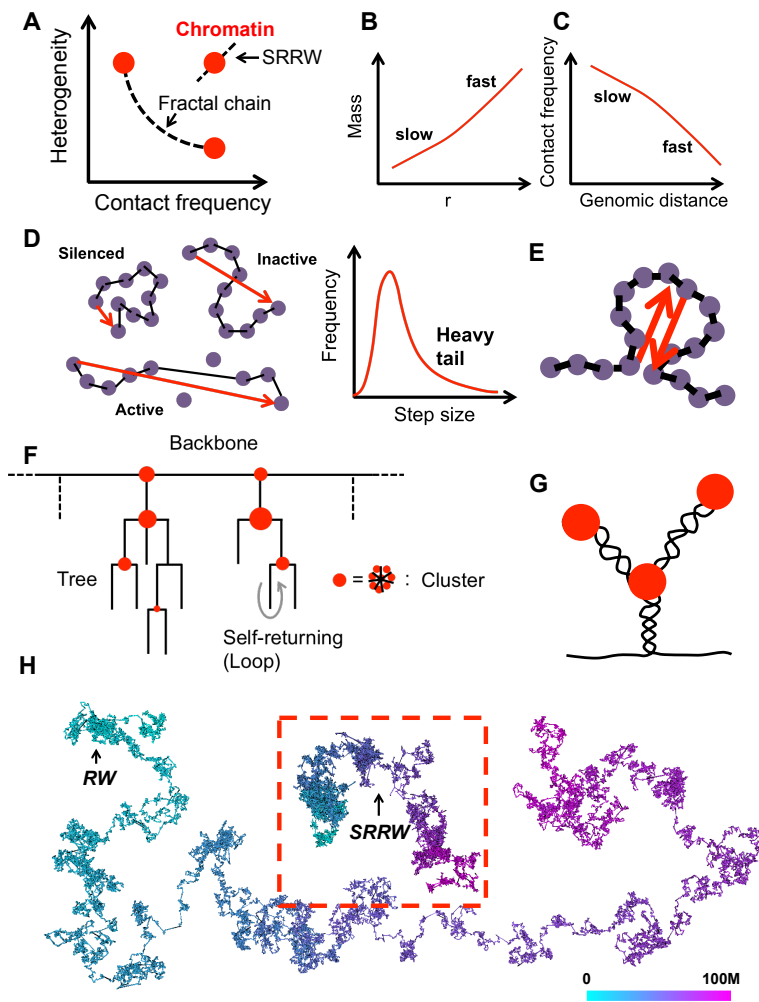 A
Heterogeneity
Chromatin
SRRW
Fractal chain
Contact frequency
B
Mass
slow
fast
r
C
Contact frequency
slow
fast
Genomic distance
D
Silenced
Inactive
Active
Frequency
Heavy
tail
Step size
E
F
Backbone
Tree
= : Cluster
Self-returning
(Loop)
G
H
RW
SRRW
0 100M